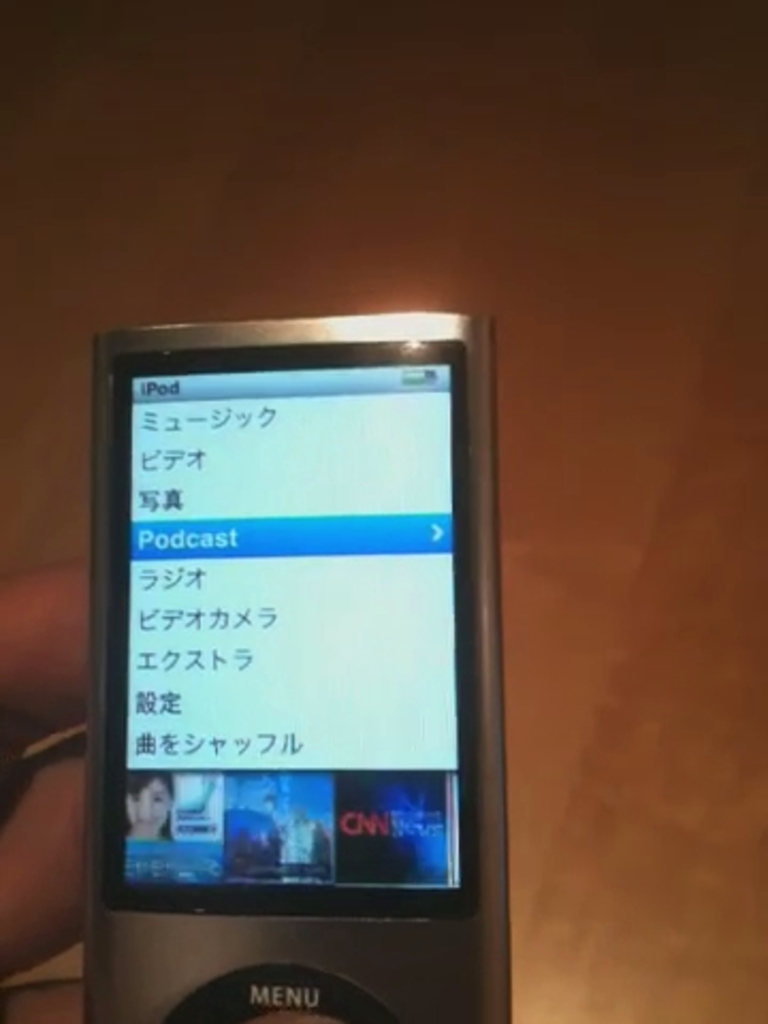 iPod
ミュージック
ビデオ
写真
Podcast
ラジオ
ビデオカメラ
エクストラ
設定
曲をシャッフル
CNN News
MENU